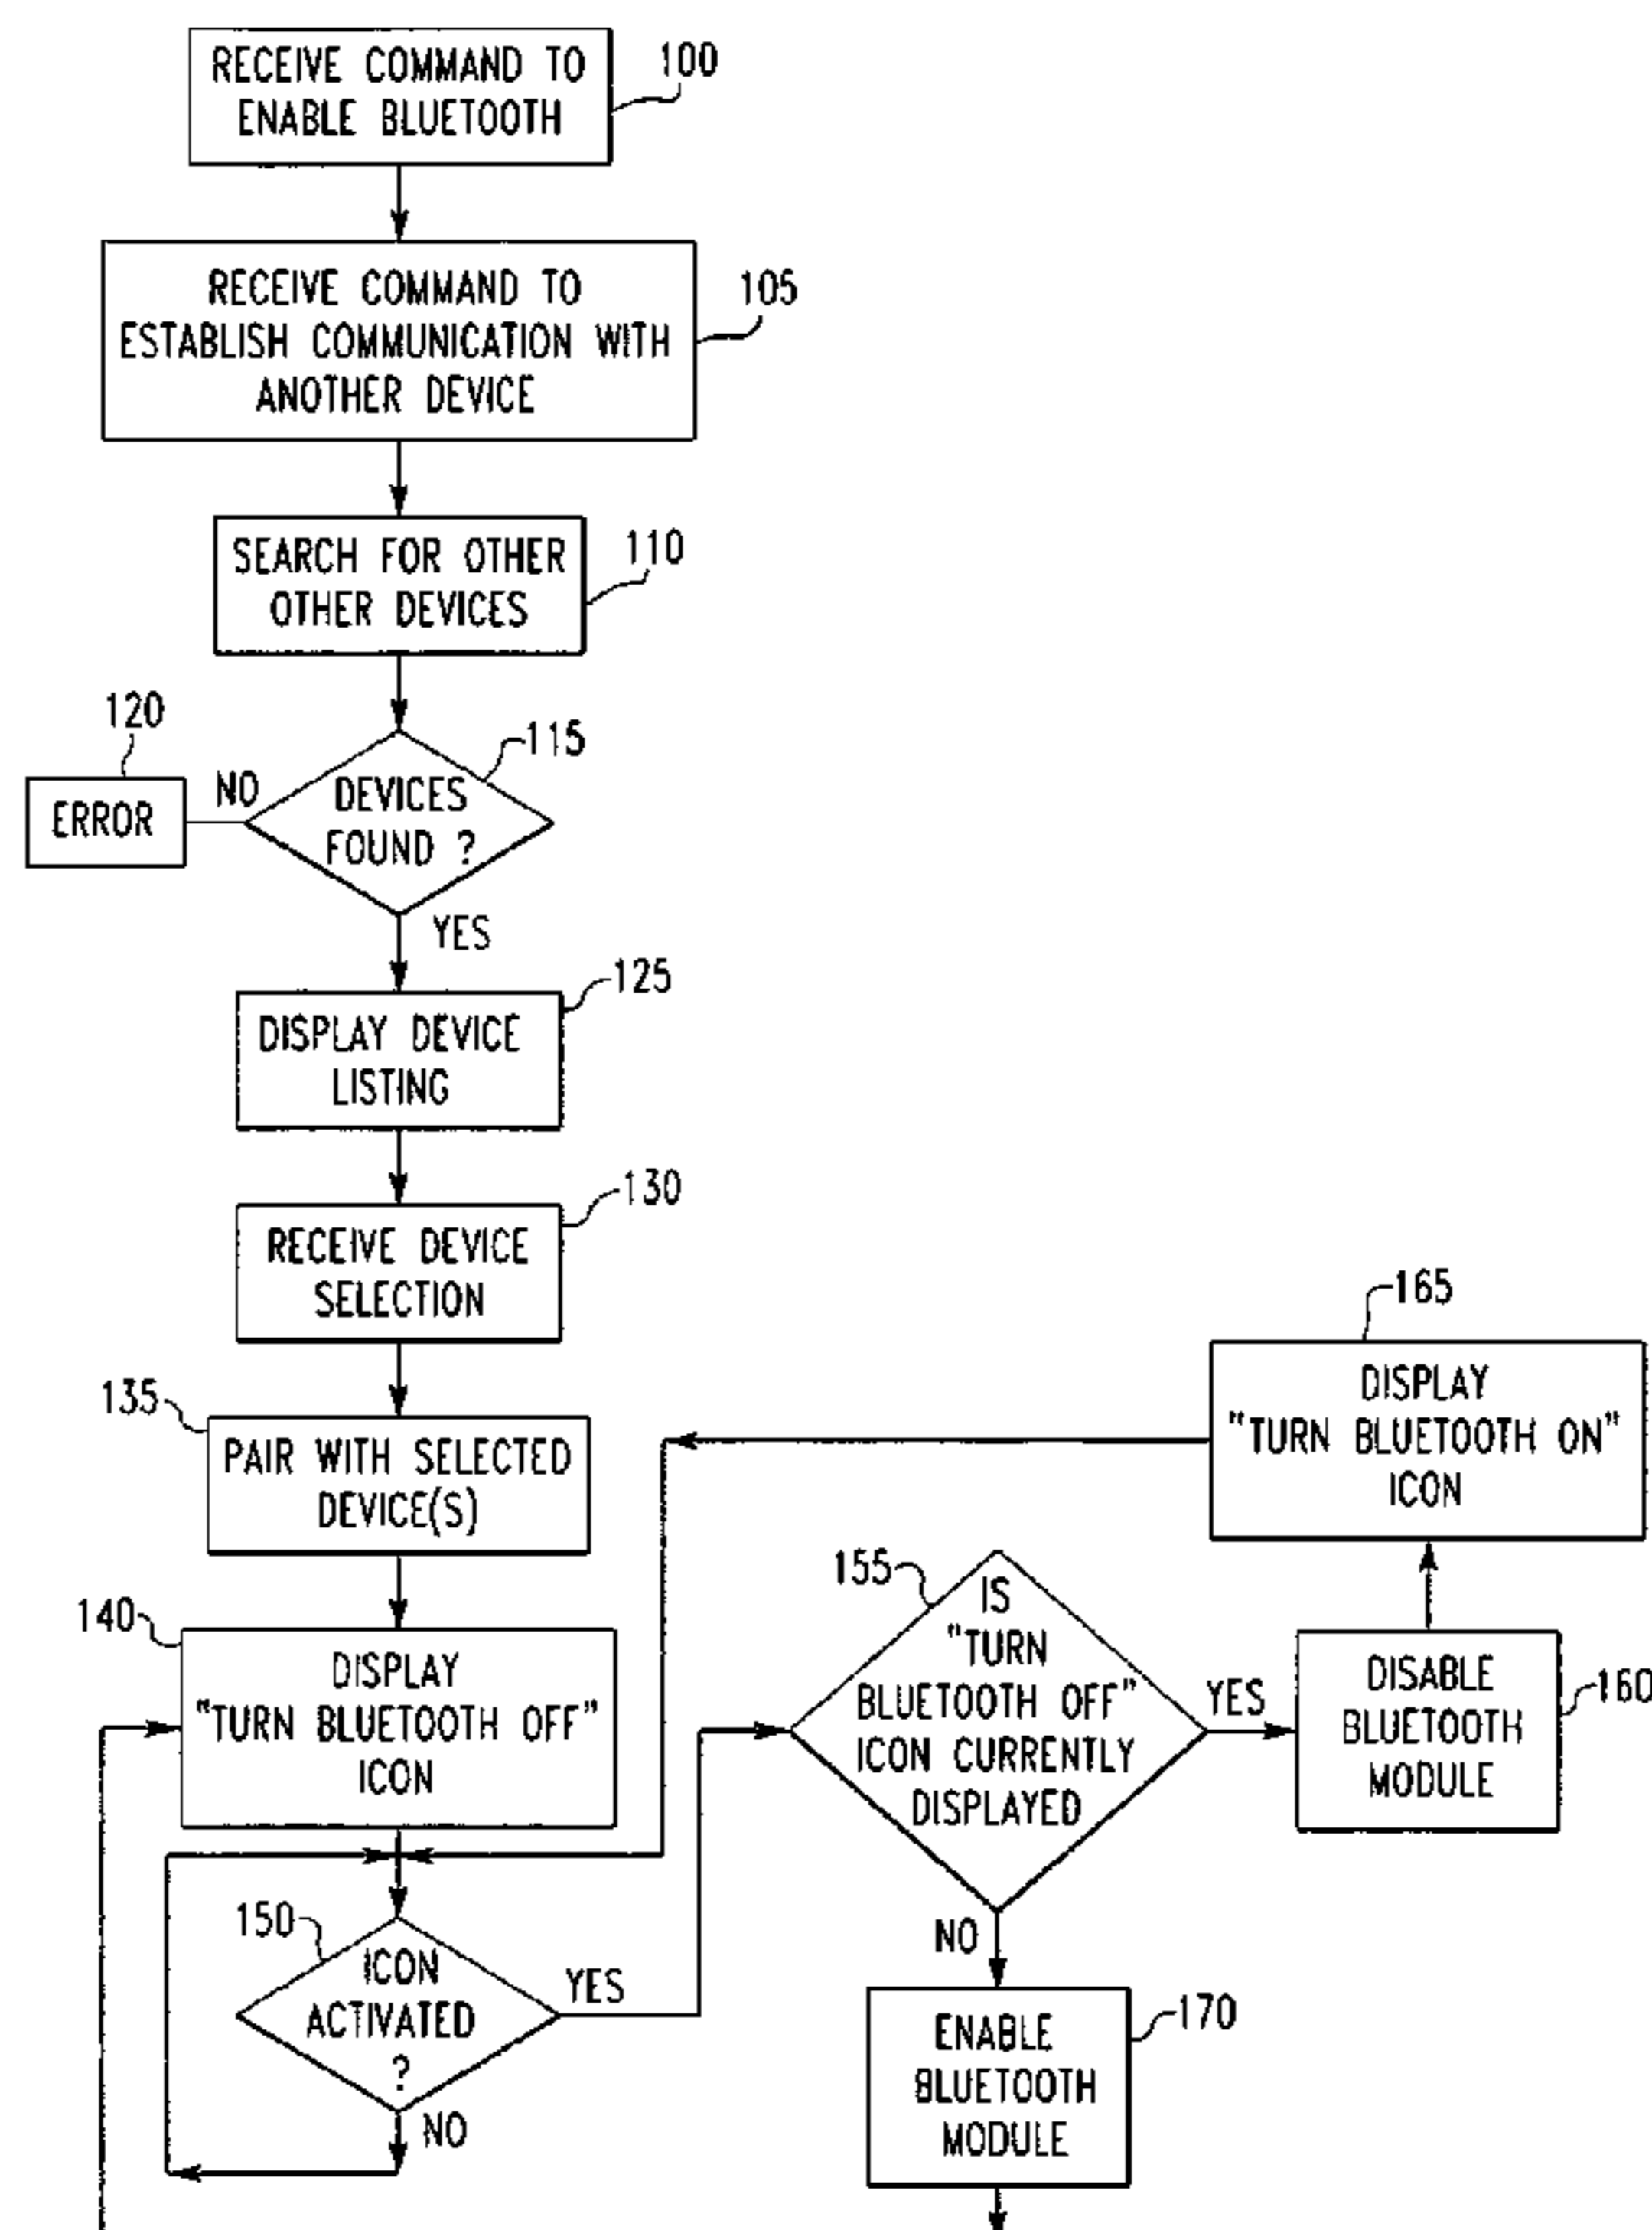 RECEIVE COMMAND TO
ENABLE BLUETOOTH
100
RECEIVE COMMAND TO
ESTABLISH COMMUNICATION WITH
ANOTHER DEVICE
105
SEARCH FOR OTHER
OTHER DEVICES
110
120
ERROR
NO
DEVICES
FOUND ?
115
YES
DISPLAY DEVICE
LISTING
125
RECEIVE DEVICE
SELECTION
130
135
PAIR WITH SELECTED
DEVICE(S)
140
DISPLAY
"TURN BLUETOOTH OFF"
ICON
150
ICON
ACTIVATED
?
YES
NO
155
IS
"TURN
BLUETOOTH OFF"
ICON CURRENTLY
DISPLAYED
YES
NO
DISABLE
BLUETOOTH
MODULE
160
165
DISPLAY
"TURN BLUETOOTH ON"
ICON
ENABLE
BLUETOOTH
MODULE
170